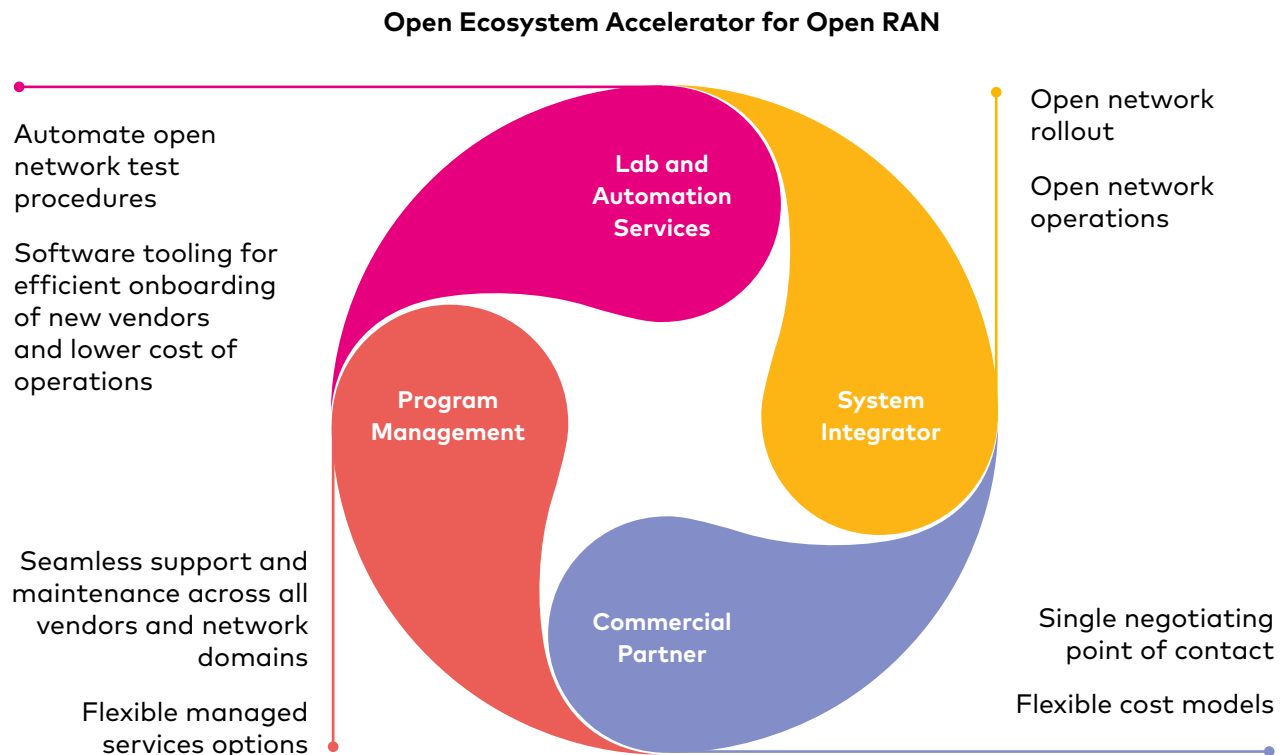 Open Ecosystem Accelerator for Open RAN
Automate open
network test
procedures
Software tooling for
efficient onboarding
of new vendors
and lower cost of
operations
Lab and
Automation
Services
Open network
rollout
Open network
operations
Program
Management
System
Integrator
Seamless support and
maintenance across all
vendors and network
domains
Flexible managed
services options
Commercial
Partner
Single negotiating
point of contact
Flexible cost models